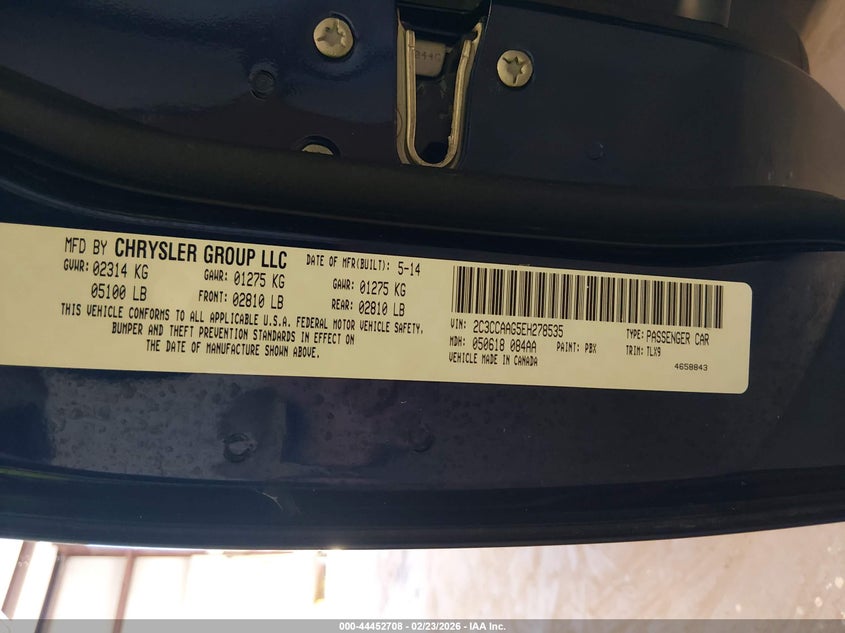 244C
MFD BY CHRYSLER GROUP LLC
DATE OF MFR(BUILT): 5-14
GVWR: 02314 KG
GAWR: 01275 KG
GAWR: 01275 KG
05100 LB
FRONT: 02810 LB
REAR: 02810 LB
THIS VEHICLE CONFORMS TO ALL APPLICABLE U.S.A. FEDERAL MOTOR VEHICLE SAFETY,
BUMPER AND THEFT PREVENTION STANDARDS IN EFFECT ON
THE DATE OF MANUFACTURE SHOWN ABOVE.
VIN: 2C3CCAAG5EH278535
TYPE: PASSENGER CAR
MDH: 050618 084AA
PAINT: PBX
TRIM: TLX9
VEHICLE MADE IN CANADA
4658843
000-44452708 - 02/23/2026 - IAA Inc.